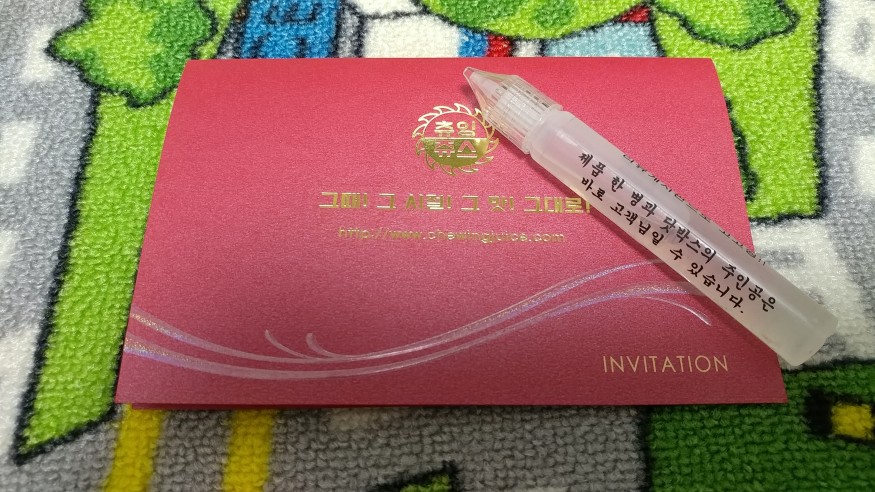 츄잉
쥬스
그때! 그 시절! 그 맛! 그대로!
http://www.chewingjuice.com
INVITATION
제품 한 병과 닷박스의 주인공은
바로 고객님일 수 있습니다.